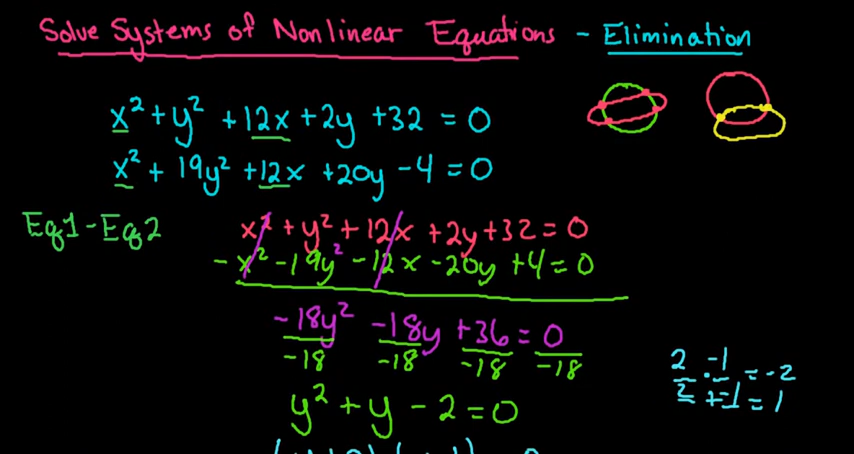 Solve Systems of Nonlinear Equations - Elimination
x² + y² + 12x + 2y + 32 = 0
x² + 19y² + 12x + 20y - 4 = 0
Eq1 - Eq2
x² + y² + 12x + 2y + 32 = 0
- x² - 19y² - 12x - 20y + 4 = 0
-18y² -18y +36 = 0
-18 -18 -18 -18
y² + y - 2 = 0
2 · -1 = -2
2 + -1 = 1